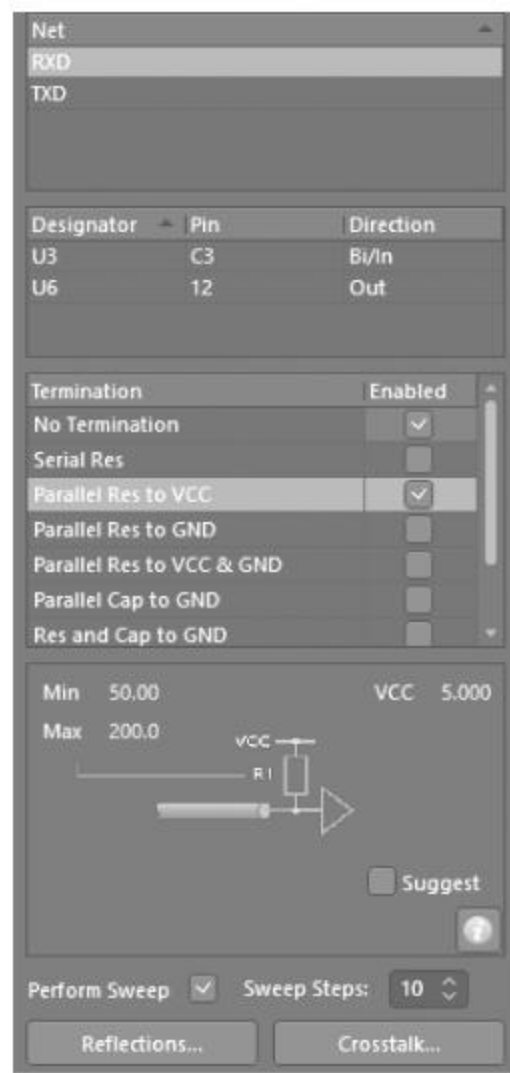 Net
RXD
TXD
Designator Pin Direction
U3 C3 Bi/In
U6 12 Out
Termination Enabled
No Termination
Serial Res
Parallel Res to VCC
Parallel Res to GND
Parallel Res to VCC & GND
Parallel Cap to GND
Res and Cap to GND
Min 50.00 VCC 5.000
Max 200.0
VCC
R1
Suggest
Perform Sweep Sweep Steps: 10
Reflections... Crosstalk...